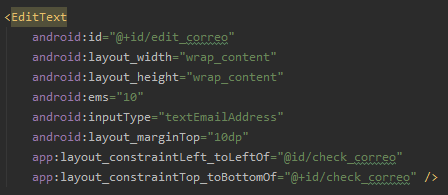 <EditText
android:id="@+id/edit_correo"
android:layout_width="wrap_content"
android:layout_height="wrap_content"
android:ems="10"
android:inputType="textEmailAddress"
android:layout_marginTop="10dp"
app:layout_constraintLeft_toLeftOf="@id/check_correo"
app:layout_constraintTop_toBottomOf="@+id/check_correo" />